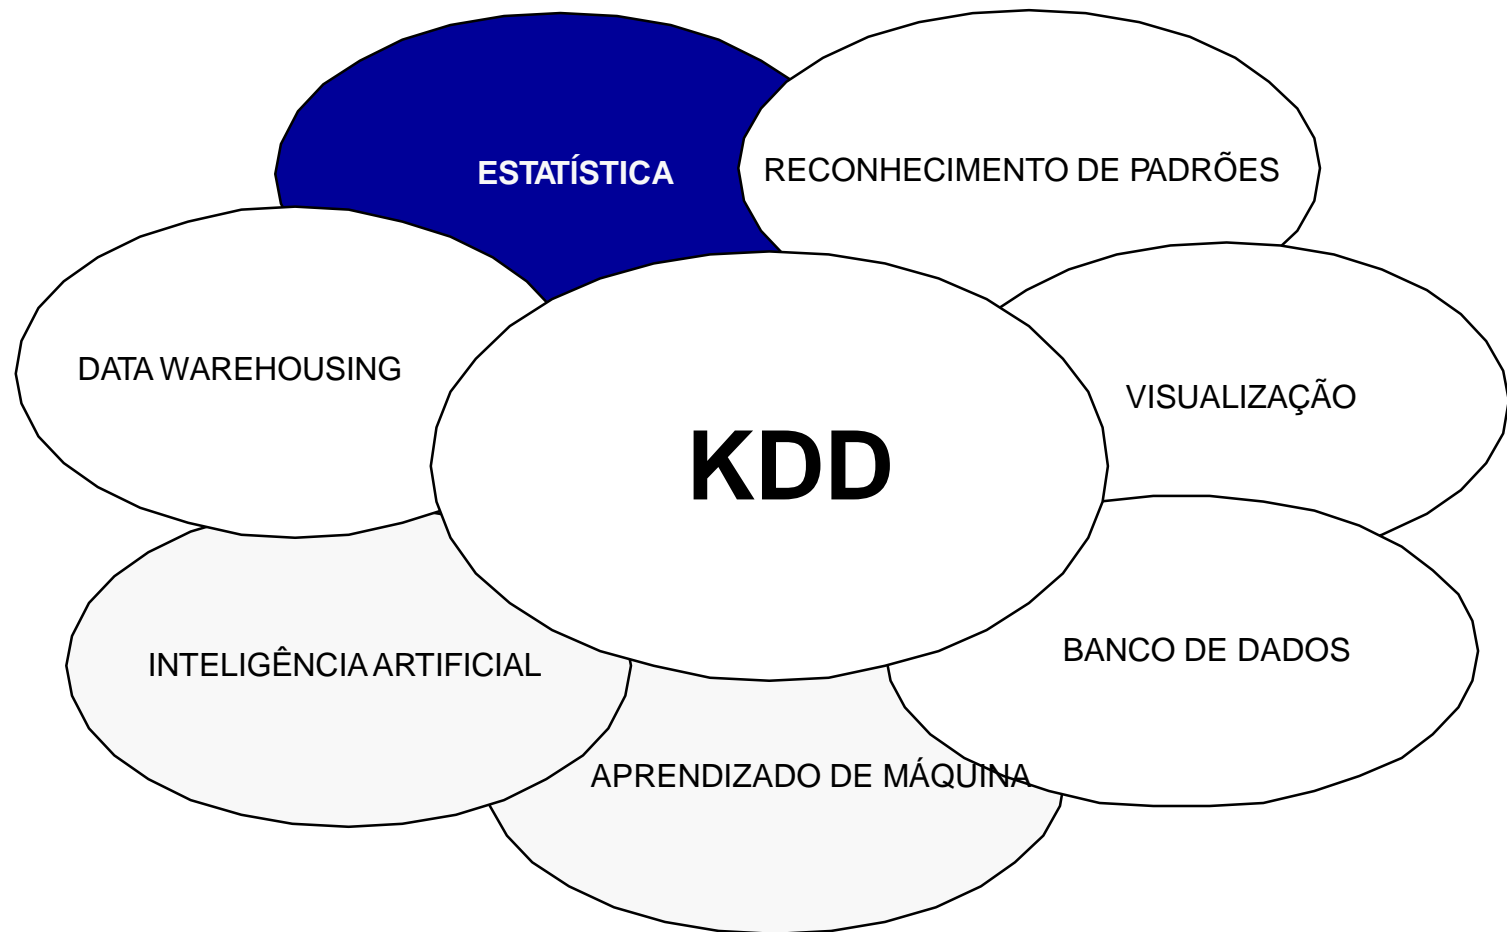 ESTATÍSTICA
RECONHECIMENTO DE PADRÕES
DATA WAREHOUSING
VISUALIZAÇÃO
KDD
INTELIGÊNCIA ARTIFICIAL
BANCO DE DADOS
APRENDIZADO DE MÁQUINA